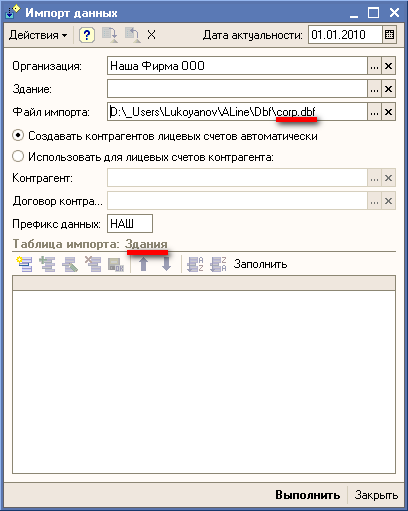 Импорт данных
Действия Дата актуальности: 01.01.2010
Организация: Наша Фирма ООО
Здание:
Файл импорта: D:\_Users\Lukoyanov\ALine\Dbf\corp.dbf
Создавать контрагентов лицевых счетов автоматически
Использовать для лицевых счетов контрагента:
Контрагент:
Договор контра...
Префикс данных: НАШ
Таблица импорта: Здания
Заполнить
Выполнить Закрыть